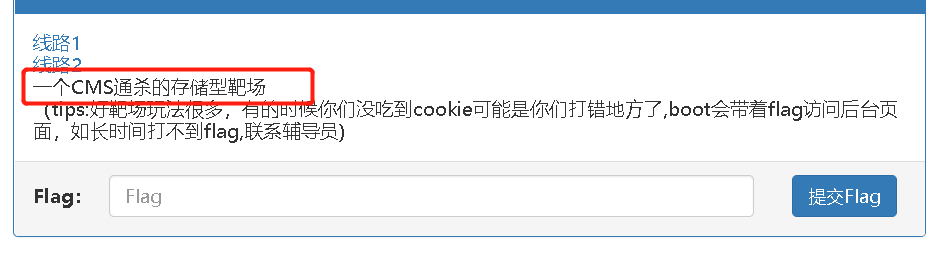 线路1
线路2
一个CMS通杀的存储型靶场
(tips:好靶场玩法很多，有的时候你们没吃到cookie可能是你们打错地方了,boot会带着flag访问后台页
面，如长时间打不到flag,联系辅导员)
Flag: Flag 提交Flag